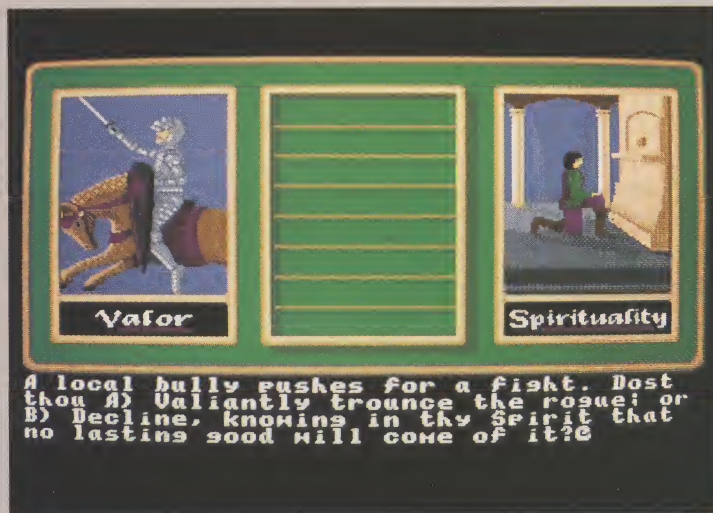 Valor
Spirituality
A local bully pushes for a fight. Dost
thou A) Valiantly trounce the rogue; or
B) Decline, knowing in thy Spirit that
no lasting good will come of it?